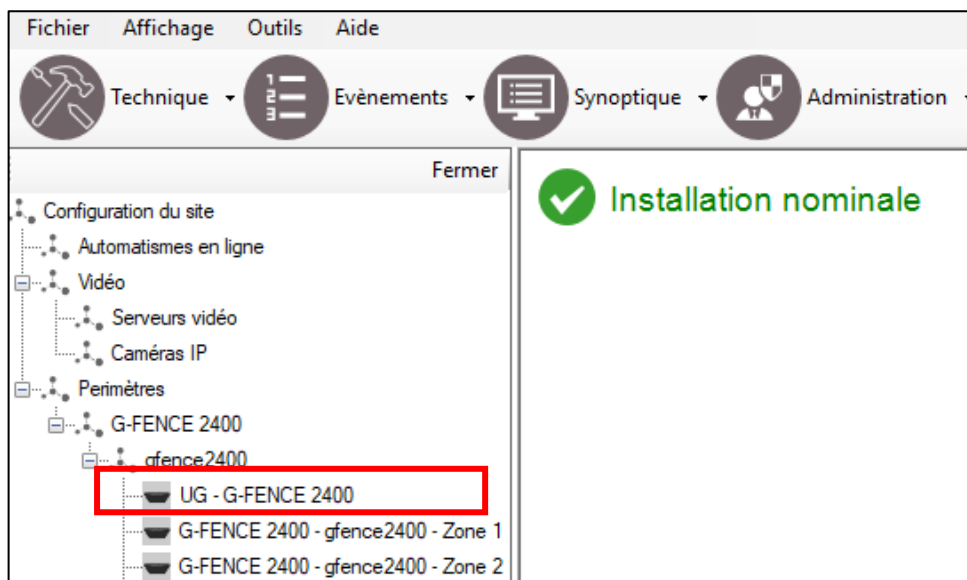 Fichier Affichage Outils Aide
Technique Evènements Synoptique Administration
Fermer
Installation nominale
Configuration du site
Automatismes en ligne
Vidéo
Serveurs vidéo
Caméras IP
Perimètres
G-FENCE 2400
gfence2400
UG - G-FENCE 2400
G-FENCE 2400 - gfence2400 - Zone 1
G-FENCE 2400 - gfence2400 - Zone 2